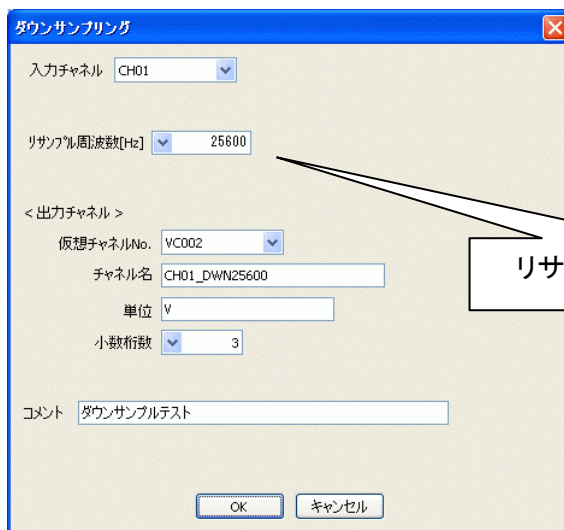 ダウンサンプリング
入力チャネル CH01
リサンプル周波数[Hz] 25600
リサ
< 出力チャネル >
仮想チャネルNo. VC002
チャネル名 CH01_DWN25600
単位 V
小数桁数 3
コメント ダウンサンプルテスト
OK キャンセル